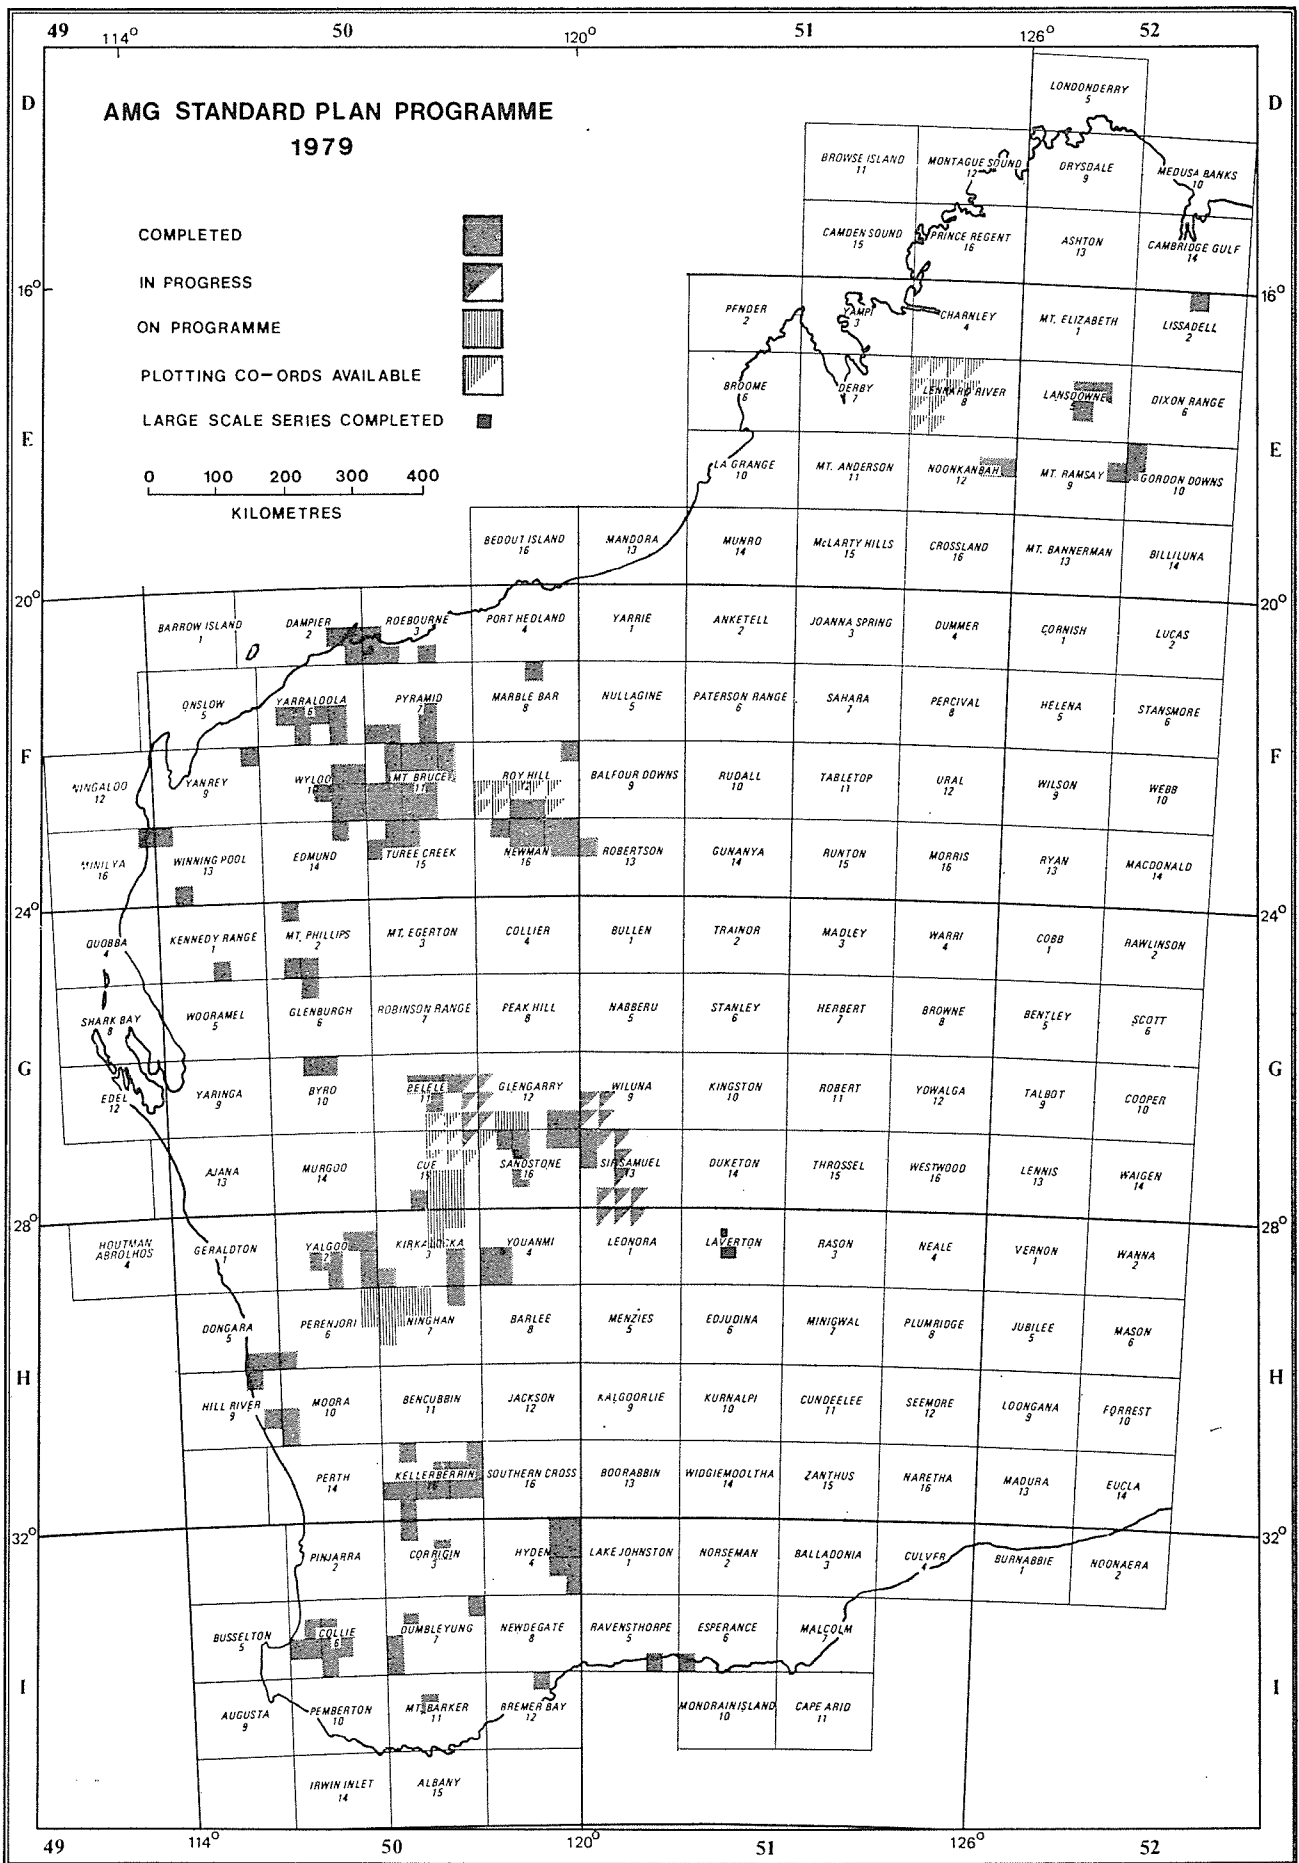 49 50 51 52
114° 120° 126°
D D
AMG STANDARD PLAN PROGRAMME
1979
COMPLETED
IN PROGRESS
ON PROGRAMME
PLOTTING CO-ORDS AVAILABLE
LARGE SCALE SERIES COMPLETED
0 100 200 300 400
KILOMETRES
LONDONDERRY
5
BROWSE ISLAND MONTAGUE SOUND DRYSDALE MEDUSA BANKS
11 12 9 10
CAMDEN SOUND PRINCE REGENT ASHTON CAMBRIDGE GULF
15 16 13 14
16° 16°
PENDER YAMPI CHARNLEY MT. ELIZABETH LISSADELL
2 3 4 1 2
BROOME DERBY LENNARD RIVER LANSDOWNE DIXON RANGE
6 7 8 6
E E
LA GRANGE MT. ANDERSON NOONKANBAH MT. RAMSAY GORDON DOWNS
10 11 12 9 10
BEDOUT ISLAND MANDORA MUNRO McLARTY HILLS CROSSLAND MT. BANNERMAN BILLILUNA
16 13 14 15 16 13 14
20° 20°
BARROW ISLAND DAMPIER ROEBOURNE PORT HEDLAND YARRIE ANKETELL JOANNA SPRING DUMMER CORNISH LUCAS
1 2 3 4 1 2 3 4 1 2
ONSLOW YARRALOOLA PYRAMID MARBLE BAR NULLAGINE PATERSON RANGE SAHARA PERCIVAL HELENA STANSMORE
5 6 7 8 5 6 7 8 5 6
F F
NINGALOO YANREY WYLOO MT BRUCE ROY HILL BALFOUR DOWNS RUDALL TABLETOP URAL WILSON WEBB
12 9 10 11 12 9 10 11 12 9 10
MINILYA WINNING POOL EDMUND TUREE CREEK NEWMAN ROBERTSON GUNANYA RUNTON MORRIS RYAN MACDONALD
16 13 14 15 16 13 14 15 16 13 14
24° 24°
QUOBBA KENNEDY RANGE MT. PHILLIPS MT. EGERTON COLLIER BULLEN TRAINOR MADLEY WARRI COBB RAWLINSON
4 1 2 3 4 1 2 3 4 1 2
SHARK BAY WOORAMEL GLENBURGH ROBINSON RANGE PEAK HILL NABBERU STANLEY HERBERT BROWNE BENTLEY SCOTT
8 5 6 7 8 5 6 7 8 5 6
G G
EDEL YARINGA BYRO BELELE GLENGARRY WILUNA KINGSTON ROBERT YOWALGA TALBOT COOPER
12 9 10 11 12 9 10 11 12 9 10
AJANA MURGOO CUE SANDSTONE SIR SAMUEL DUKETON THROSSEL WESTWOOD LENNIS WAIGEN
13 14 15 16 13 14 15 16 13 14
28° 28°
HOUTMAN ABROLHOS GERALDTON YALGOO KIRKALOCKA YOUANMI LEONORA LAVERTON RASON NEALE VERNON WANNA
4 1 2 3 4 1 3 4 1 2
DONGARA PERENJORI NINGHAN BARLEE MENZIES EDJUDINA MINIGWAL PLUMRIDGE JUBILEE MASON
5 6 7 8 5 6 7 8 5 6
H H
HILL RIVER MOORA BENCUBBIN JACKSON KALGOORLIE KURNALPI CUNDEELEE SEEMORE LOONGANA FORREST
9 10 11 12 9 10 11 12 9 10
PERTH KELLERBERRIN SOUTHERN CROSS BOORABBIN WIDGIEMOOLTHA ZANTHUS NARETHA MADURA EUCLA
14 15 16 13 14 15 16 13 14
32° 32°
PINJARRA CORRIGIN HYDEN LAKE JOHNSTON NORSEMAN BALLADONIA CULVER BURNABBIE NOONAERA
2 3 4 1 2 3 4 1 2
BUSSELTON COLLIE DUMBLEYUNG NEWDEGATE RAVENSTHORPE ESPERANCE MALCOLM
5 6 7 8 5 6 7
I I
AUGUSTA PEMBERTON MT. BARKER BREMER BAY MONDRAIN ISLAND CAPE ARID
9 10 11 12 10 11
IRWIN INLET ALBANY
14 15
114° 120° 126°
49 50 51 52